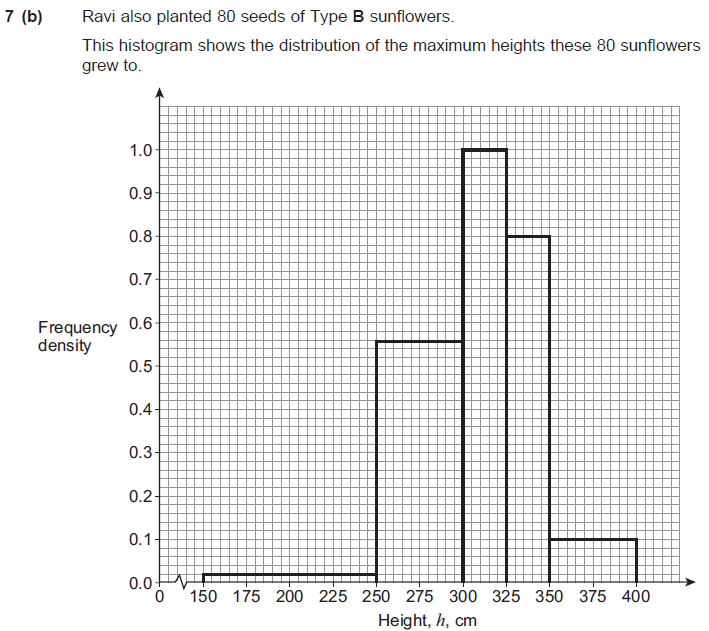 7 (b) Ravi also planted 80 seeds of Type B sunflowers.
This histogram shows the distribution of the maximum heights these 80 sunflowers
grew to.
1.0
0.9
0.8
0.7
Frequency
density
0.6
0.5
0.4
0.3
0.2
0.1
0.0
0 150 175 200 225 250 275 300 325 350 375 400
Height, h, cm